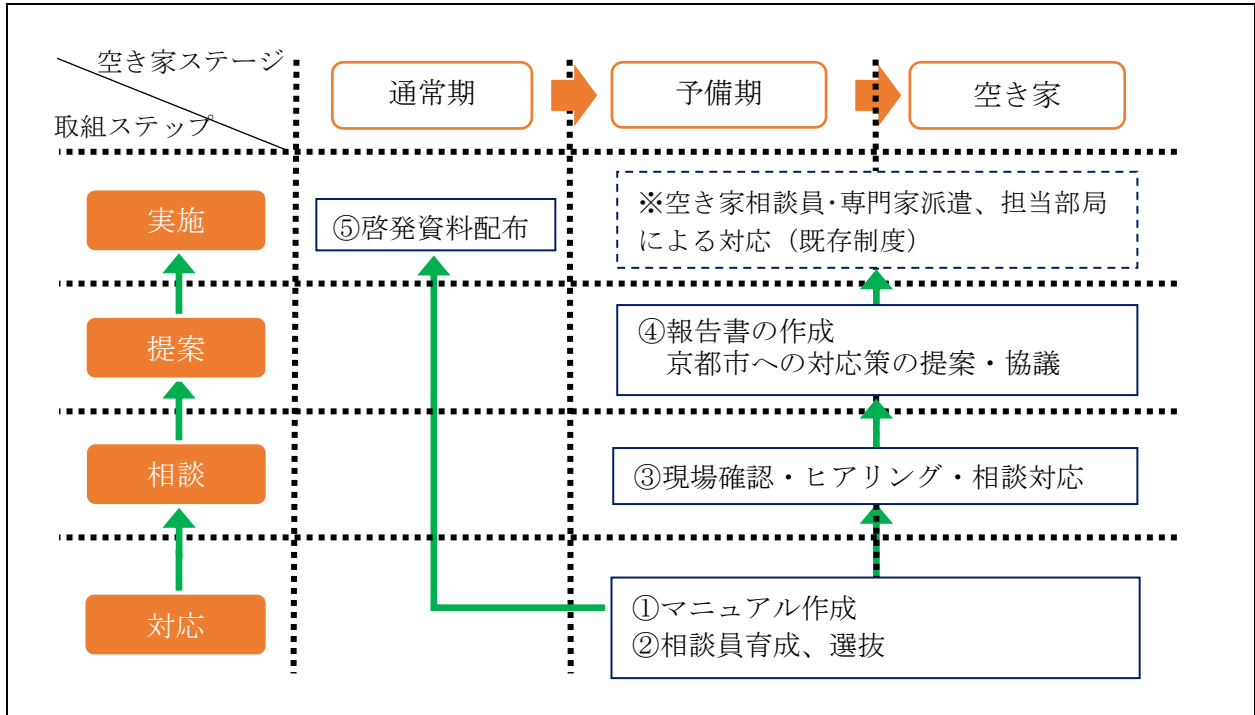 空き家ステージ
取組ステップ
通常期
予備期
空き家
実施
⑤啓発資料配布
※空き家相談員･専門家派遣、担当部局
による対応（既存制度）
提案
④報告書の作成
京都市への対応策の提案・協議
相談
③現場確認・ヒアリング・相談対応
対応
①マニュアル作成
②相談員育成、選抜